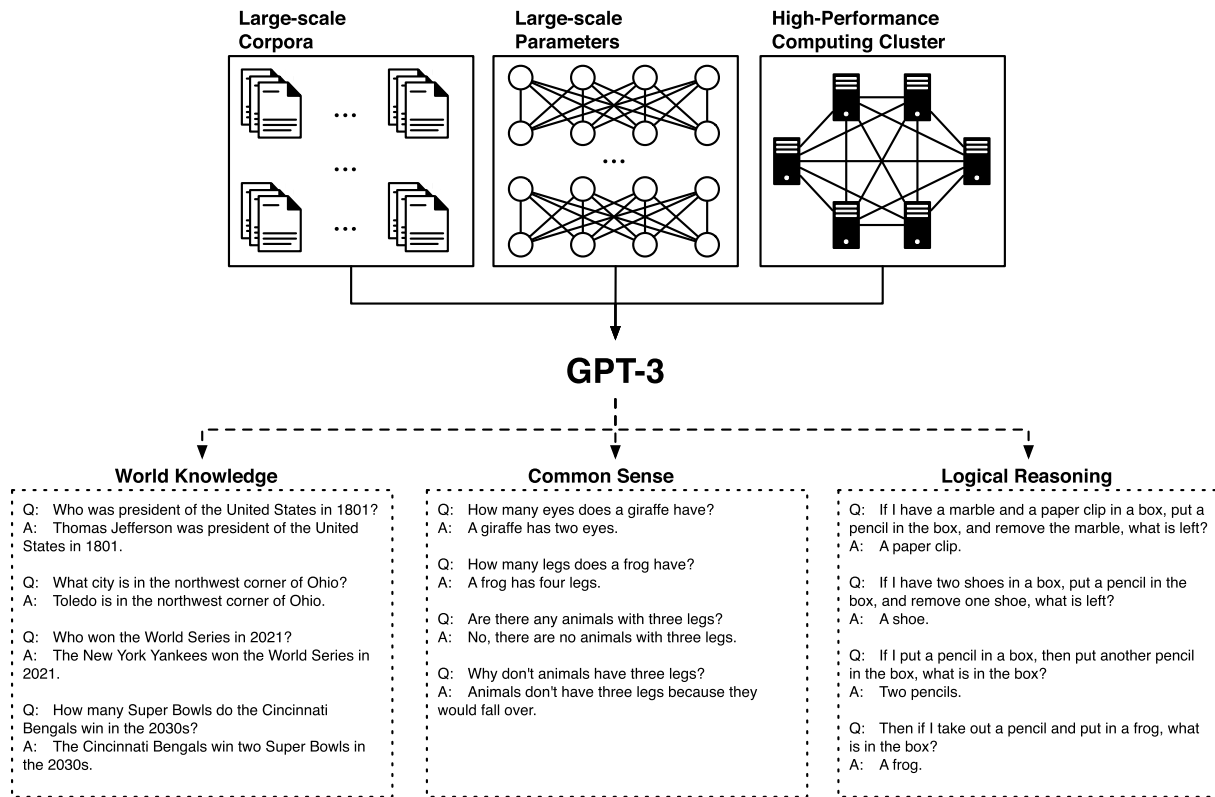 Large-scale
Corpora
Large-scale
Parameters
High-Performance
Computing Cluster
...
...
...
...
GPT-3
World Knowledge
Q: Who was president of the United States in 1801?
A: Thomas Jefferson was president of the United
States in 1801.
Q: What city is in the northwest corner of Ohio?
A: Toledo is in the northwest corner of Ohio.
Q: Who won the World Series in 2021?
A: The New York Yankees won the World Series in
2021.
Q: How many Super Bowls do the Cincinnati
Bengals win in the 2030s?
A: The Cincinnati Bengals win two Super Bowls in
the 2030s.
Common Sense
Q: How many eyes does a giraffe have?
A: A giraffe has two eyes.
Q: How many legs does a frog have?
A: A frog has four legs.
Q: Are there any animals with three legs?
A: No, there are no animals with three legs.
Q: Why don't animals have three legs?
A: Animals don't have three legs because they
would fall over.
Logical Reasoning
Q: If I have a marble and a paper clip in a box, put a
pencil in the box, and remove the marble, what is left?
A: A paper clip.
Q: If I have two shoes in a box, put a pencil in the
box, and remove one shoe, what is left?
A: A shoe.
Q: If I put a pencil in a box, then put another pencil
in the box, what is in the box?
A: Two pencils.
Q: Then if I take out a pencil and put in a frog, what
is in the box?
A: A frog.